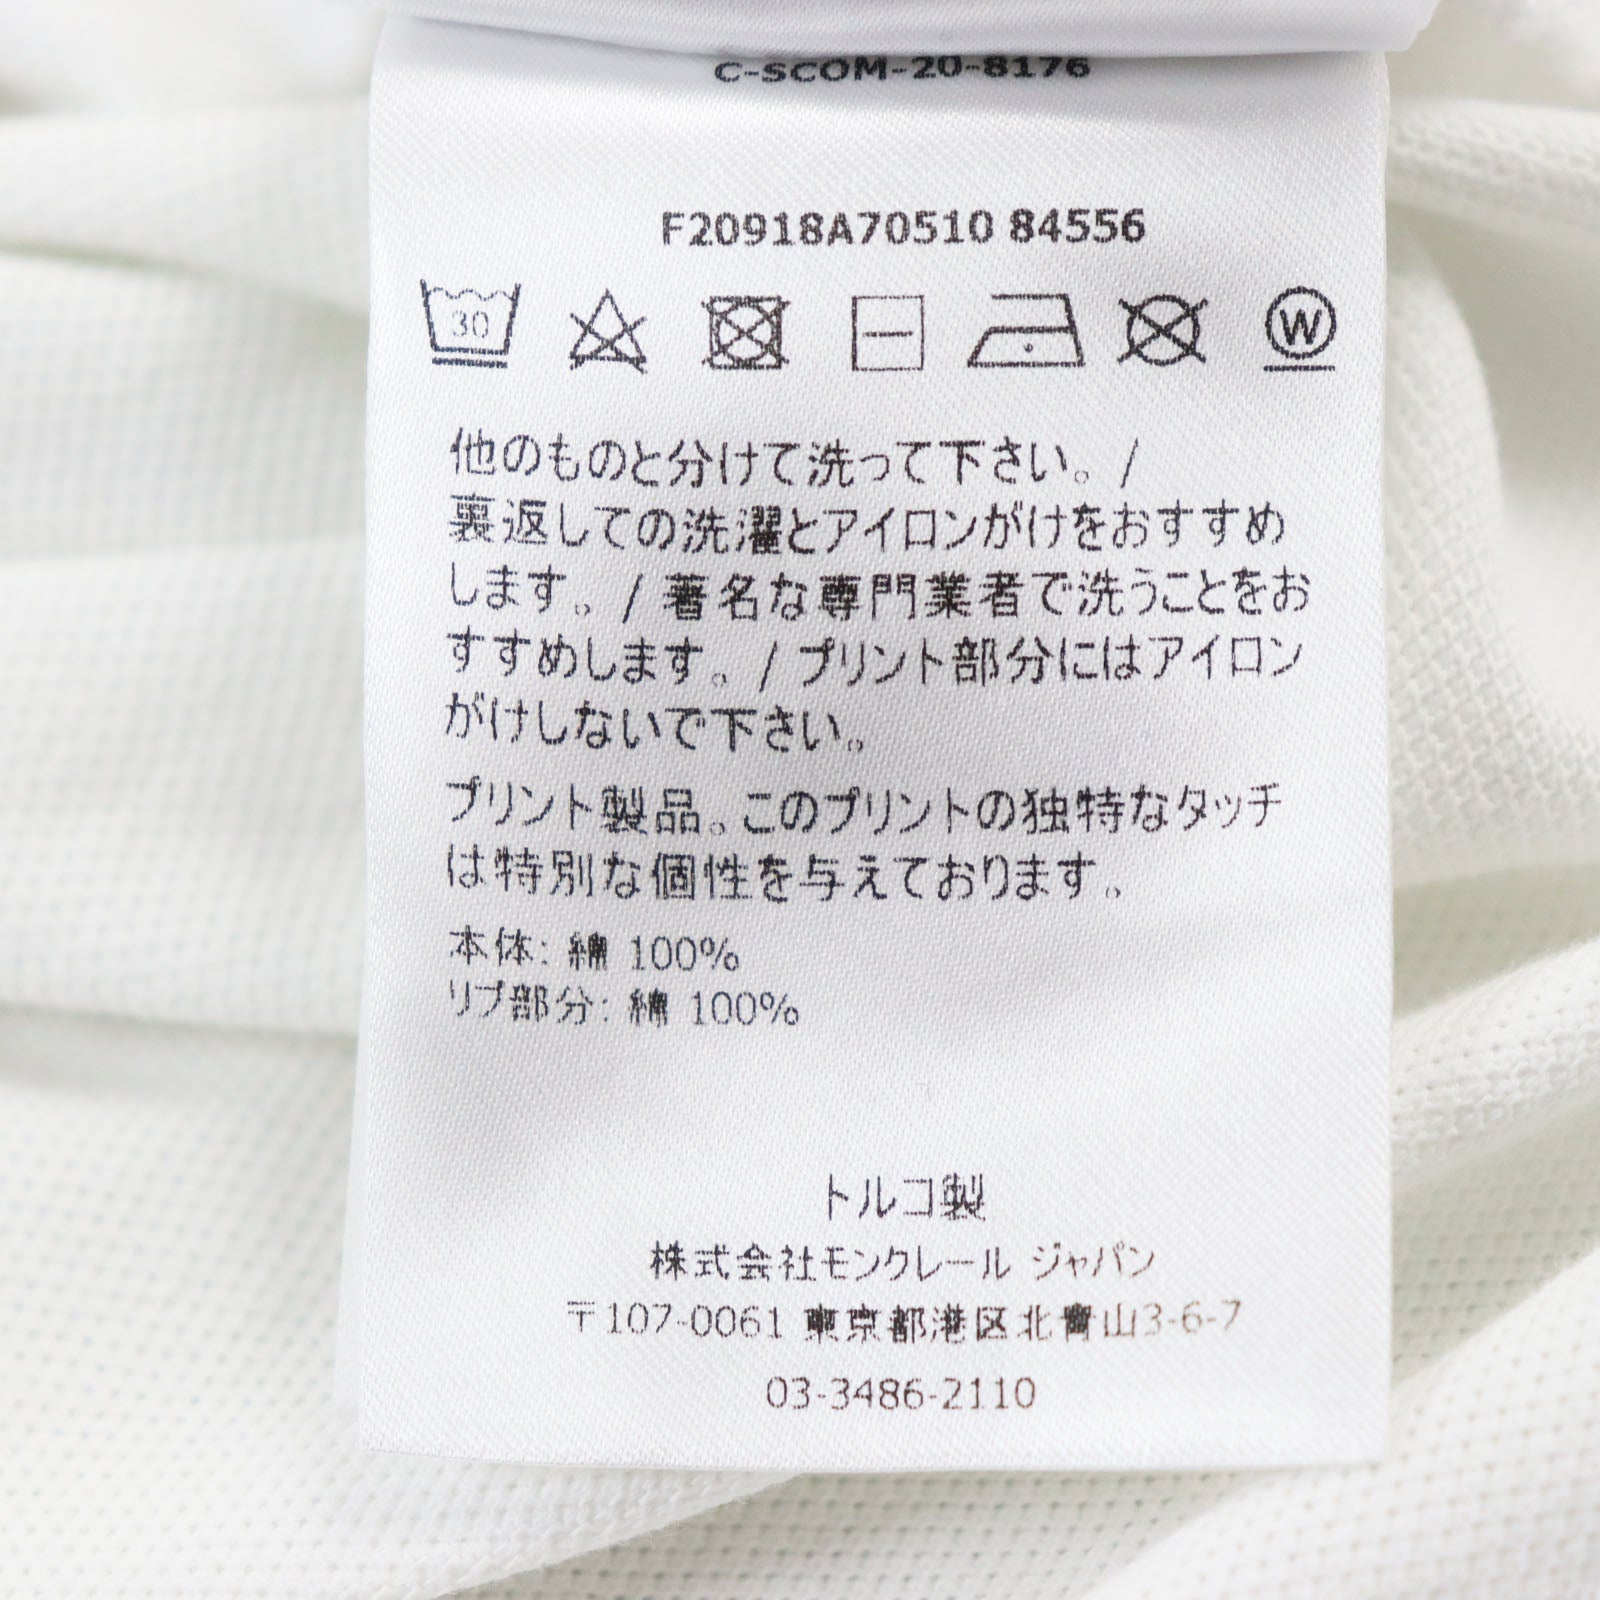 C-SCOM-20-8176
F20918A70510 84556
30
W
他のものと分けて洗って下さい。/
裏返しての洗濯とアイロンがけをおすすめ
します。/ 著名な専門業者で洗うことをお
すすめします。/ プリント部分にはアイロン
がけしないで下さい。
プリント製品。このプリントの独特なタッチ
は特別な個性を与えております。
本体: 綿 100%
リブ部分: 綿 100%
トルコ製
株式会社モンクレール ジャパン
〒107-0061 東京都港区北青山3-6-7
03-3486-2110